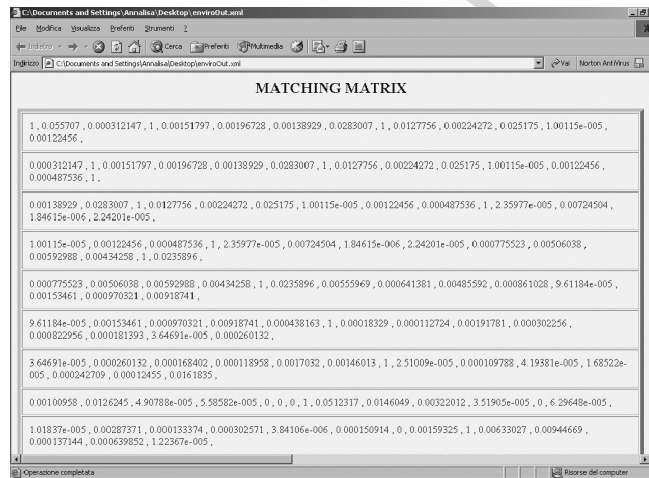 C:\Documents and Settings\Annalisa\Desktop\enviroOut.xml
File Modifica Visualizza Preferiti Strumenti ?
Indietro Cerca Preferiti Multimedia
Indirizzo C:\Documents and Settings\Annalisa\Desktop\enviroOut.xml Vai Norton AntiVirus
MATCHING MATRIX
1 , 0.055707 , 0.000312147 , 1 , 0.00151797 , 0.00196728 , 0.00138929 , 0.0283007 , 1 , 0.0127756 , 0.00224272 , 0.025175 , 1.00115e-005 ,
0.00122456 ,
0.000312147 , 1 , 0.00151797 , 0.00196728 , 0.00138929 , 0.0283007 , 1 , 0.0127756 , 0.00224272 , 0.025175 , 1.00115e-005 , 0.00122456 ,
0.000487536 , 1 ,
0.00138929 , 0.0283007 , 1 , 0.0127756 , 0.00224272 , 0.025175 , 1.00115e-005 , 0.00122456 , 0.000487536 , 1 , 2.35977e-005 , 0.00724504 ,
1.84615e-006 , 2.24201e-005 ,
1.00115e-005 , 0.00122456 , 0.000487536 , 1 , 2.35977e-005 , 0.00724504 , 1.84615e-006 , 2.24201e-005 , 0.000775523 , 0.00506038 ,
0.00592988 , 0.00434258 , 1 , 0.0235896 ,
0.000775523 , 0.00506038 , 0.00592988 , 0.00434258 , 1 , 0.0235896 , 0.00555969 , 0.000641381 , 0.00485592 , 0.000861028 , 9.61184e-005 ,
0.00153461 , 0.000970321 , 0.00918741 ,
9.61184e-005 , 0.00153461 , 0.000970321 , 0.00918741 , 0.000438163 , 1 , 0.00018329 , 0.000112724 , 0.00191781 , 0.000302256 ,
0.000822956 , 0.000181393 , 3.64691e-005 , 0.000260132 ,
3.64691e-005 , 0.000260132 , 0.000168402 , 0.000118958 , 0.0017032 , 0.00146013 , 1 , 2.51009e-005 , 0.000109788 , 4.19381e-005 , 1.68522e-
005 , 0.000242709 , 0.00012455 , 0.0161835 ,
0.00100958 , 0.0126245 , 4.90788e-005 , 5.58582e-005 , 0 , 0 , 0 , 1 , 0.0512317 , 0.0146049 , 0.00322012 , 3.51905e-005 , 0 , 6.29648e-005 ,
1.01837e-005 , 0.00287371 , 0.000133374 , 0.000302571 , 3.84106e-006 , 0.000150914 , 0 , 0.00159325 , 1 , 0.00633027 , 0.00944669 ,
0.000137144 , 0.000639852 , 1.22367e-005 ,
Operazione completata Risorse del computer